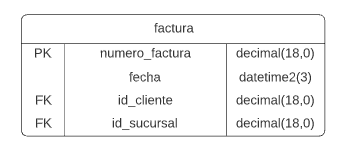 factura
PK numero_factura decimal(18,0)
fecha datetime2(3)
FK id_cliente decimal(18,0)
FK id_sucursal decimal(18,0)